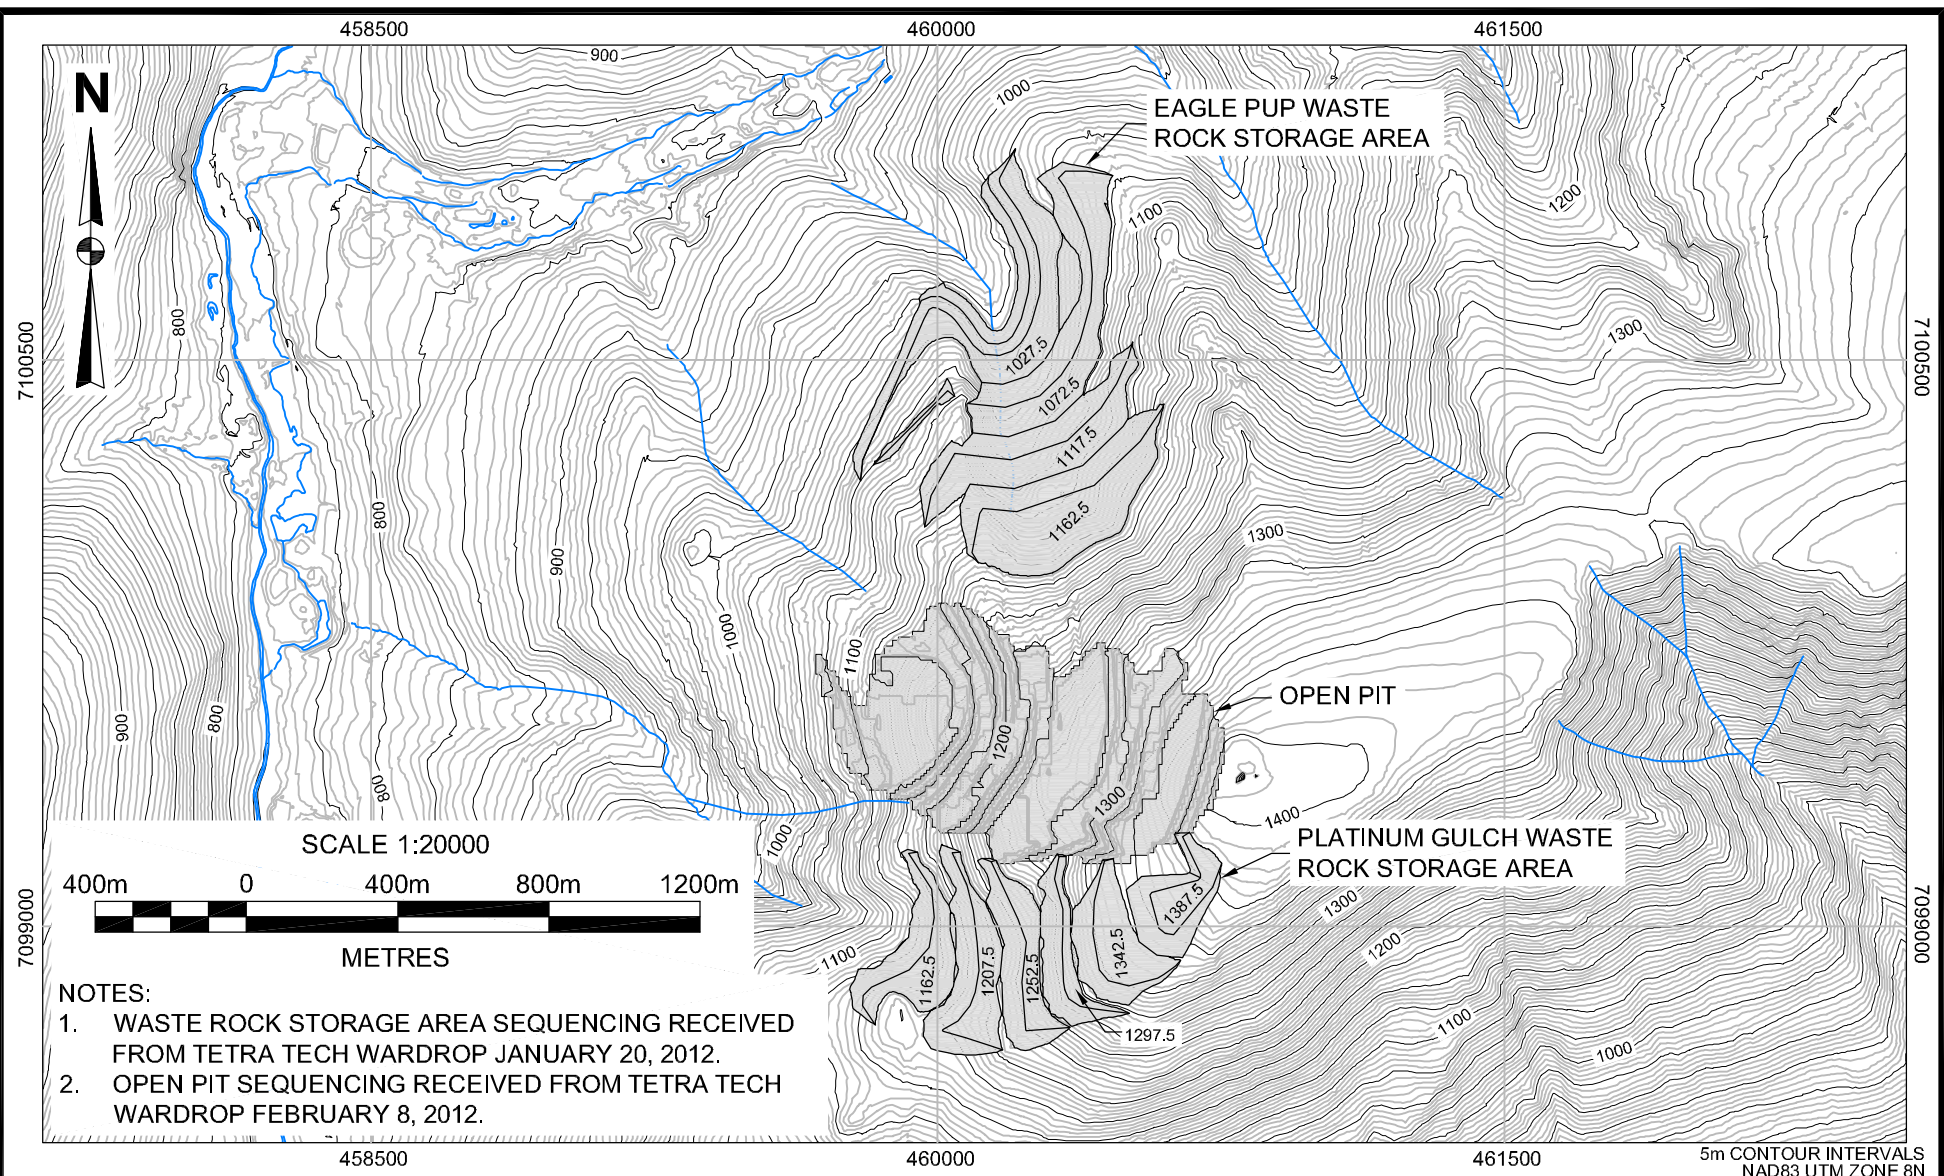 458500 460000 461500
900
N
1000
EAGLE PUP WASTE
ROCK STORAGE AREA
1200
1100
800
1300
7100500
7100500
1027.5
1072.5
1117.5
1162.5
800
1300
900
1000
1100
OPEN PIT
900
800
1200
800
1300
1400
SCALE 1:20000
1000
PLATINUM GULCH WASTE
ROCK STORAGE AREA
400m 0 400m 800m 1200m
METRES
1387.5
1300
7099000
7099000
1200
1100
1162.5
1207.5
1252.5
1342.5
1297.5
1100
1000
NOTES:
1. WASTE ROCK STORAGE AREA SEQUENCING RECEIVED
FROM TETRA TECH WARDROP JANUARY 20, 2012.
2. OPEN PIT SEQUENCING RECEIVED FROM TETRA TECH
WARDROP FEBRUARY 8, 2012.
458500 460000 461500
5m CONTOUR INTERVALS
NAD83 UTM ZONE 8N